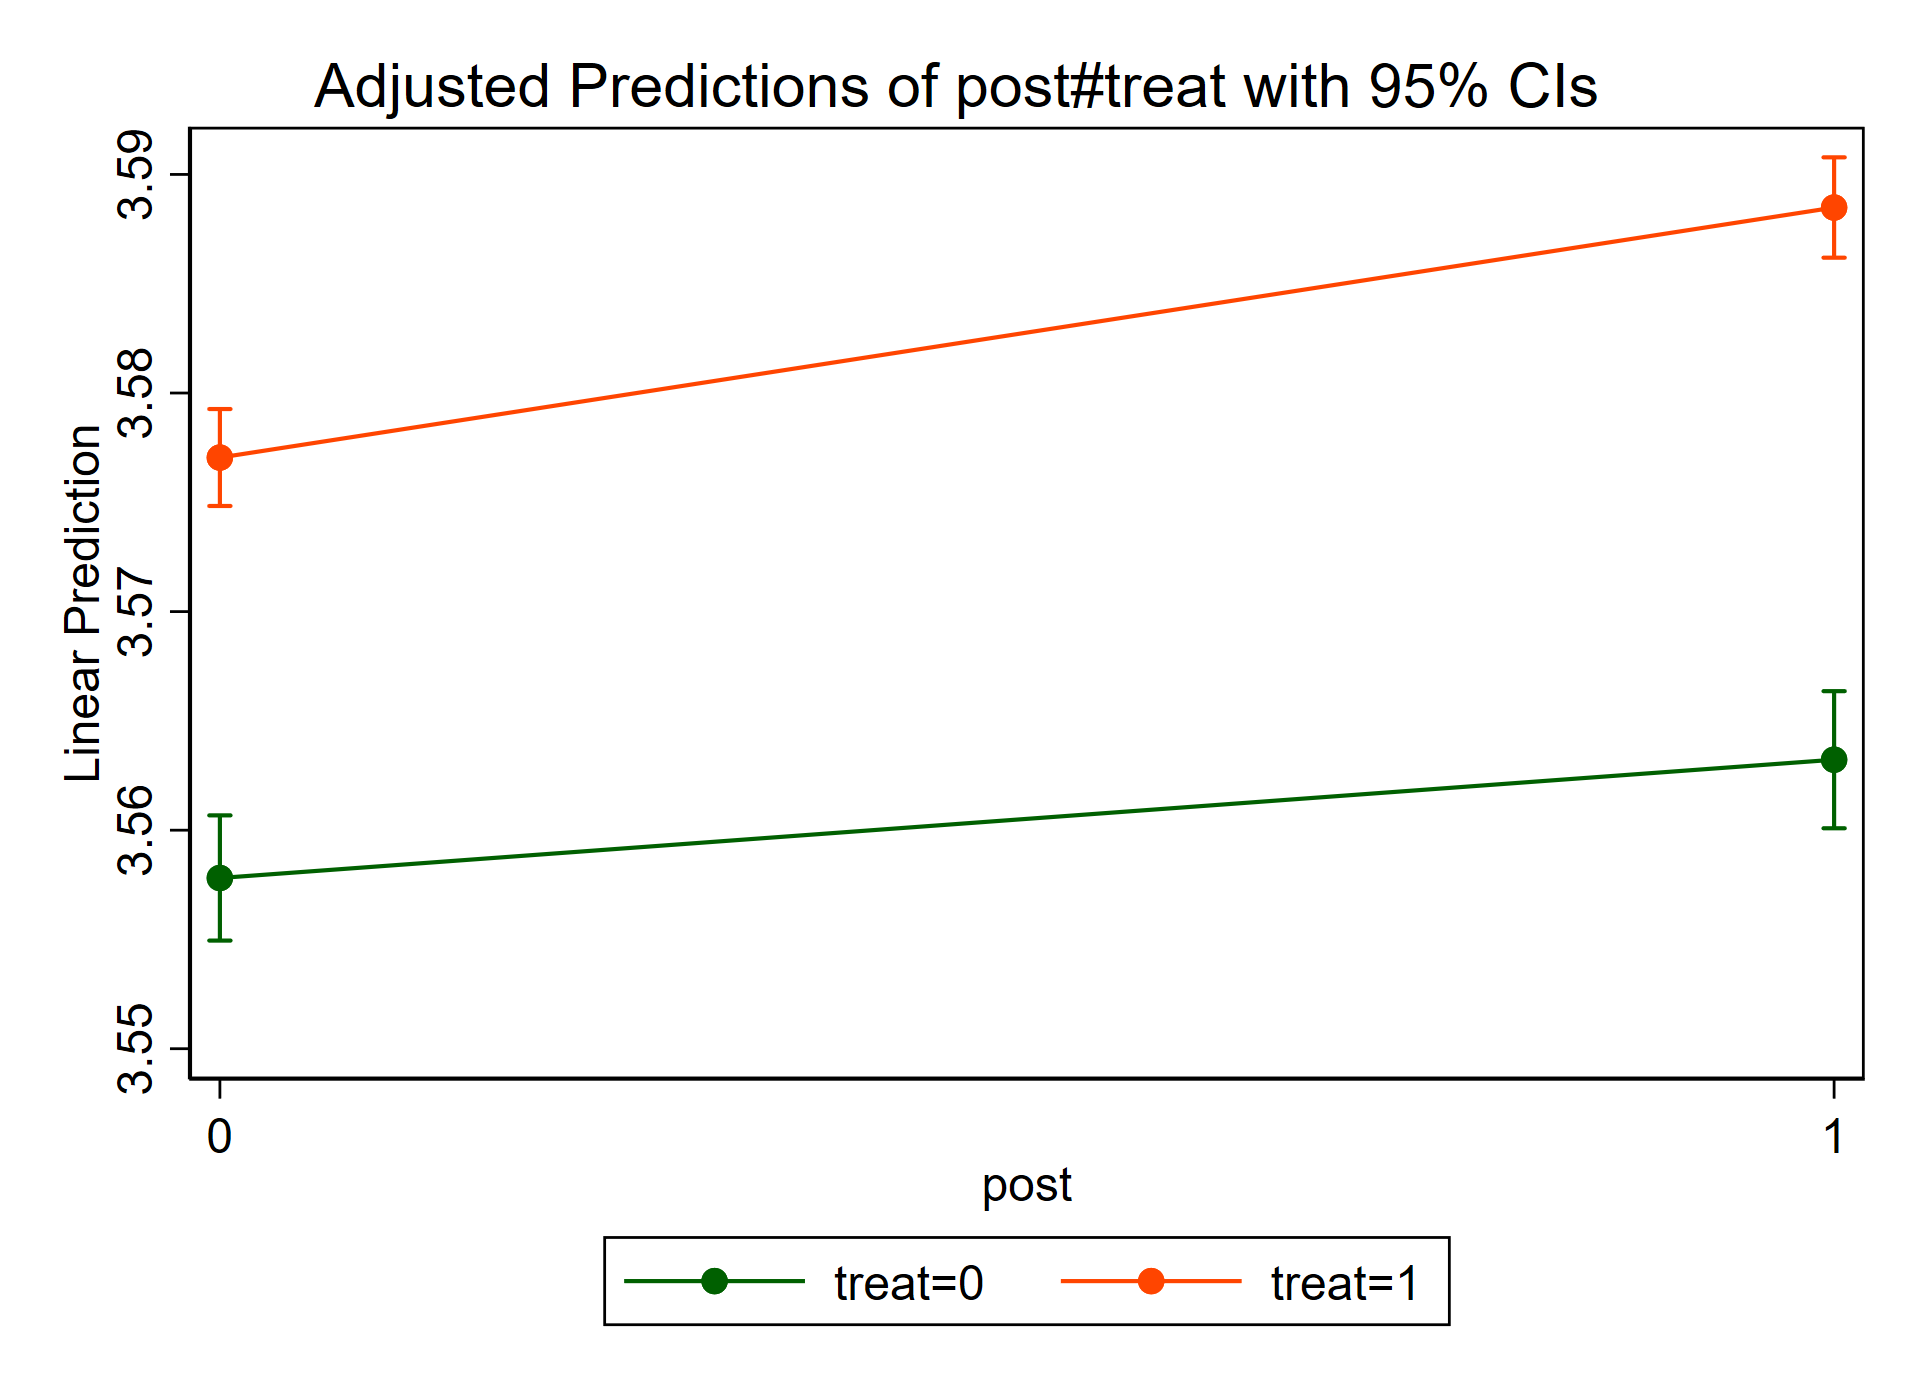 Adjusted Predictions of post#treat with 95% CIs
Linear Prediction
3.59
3.58
3.57
3.56
3.55
0 1
post
treat=0 treat=1